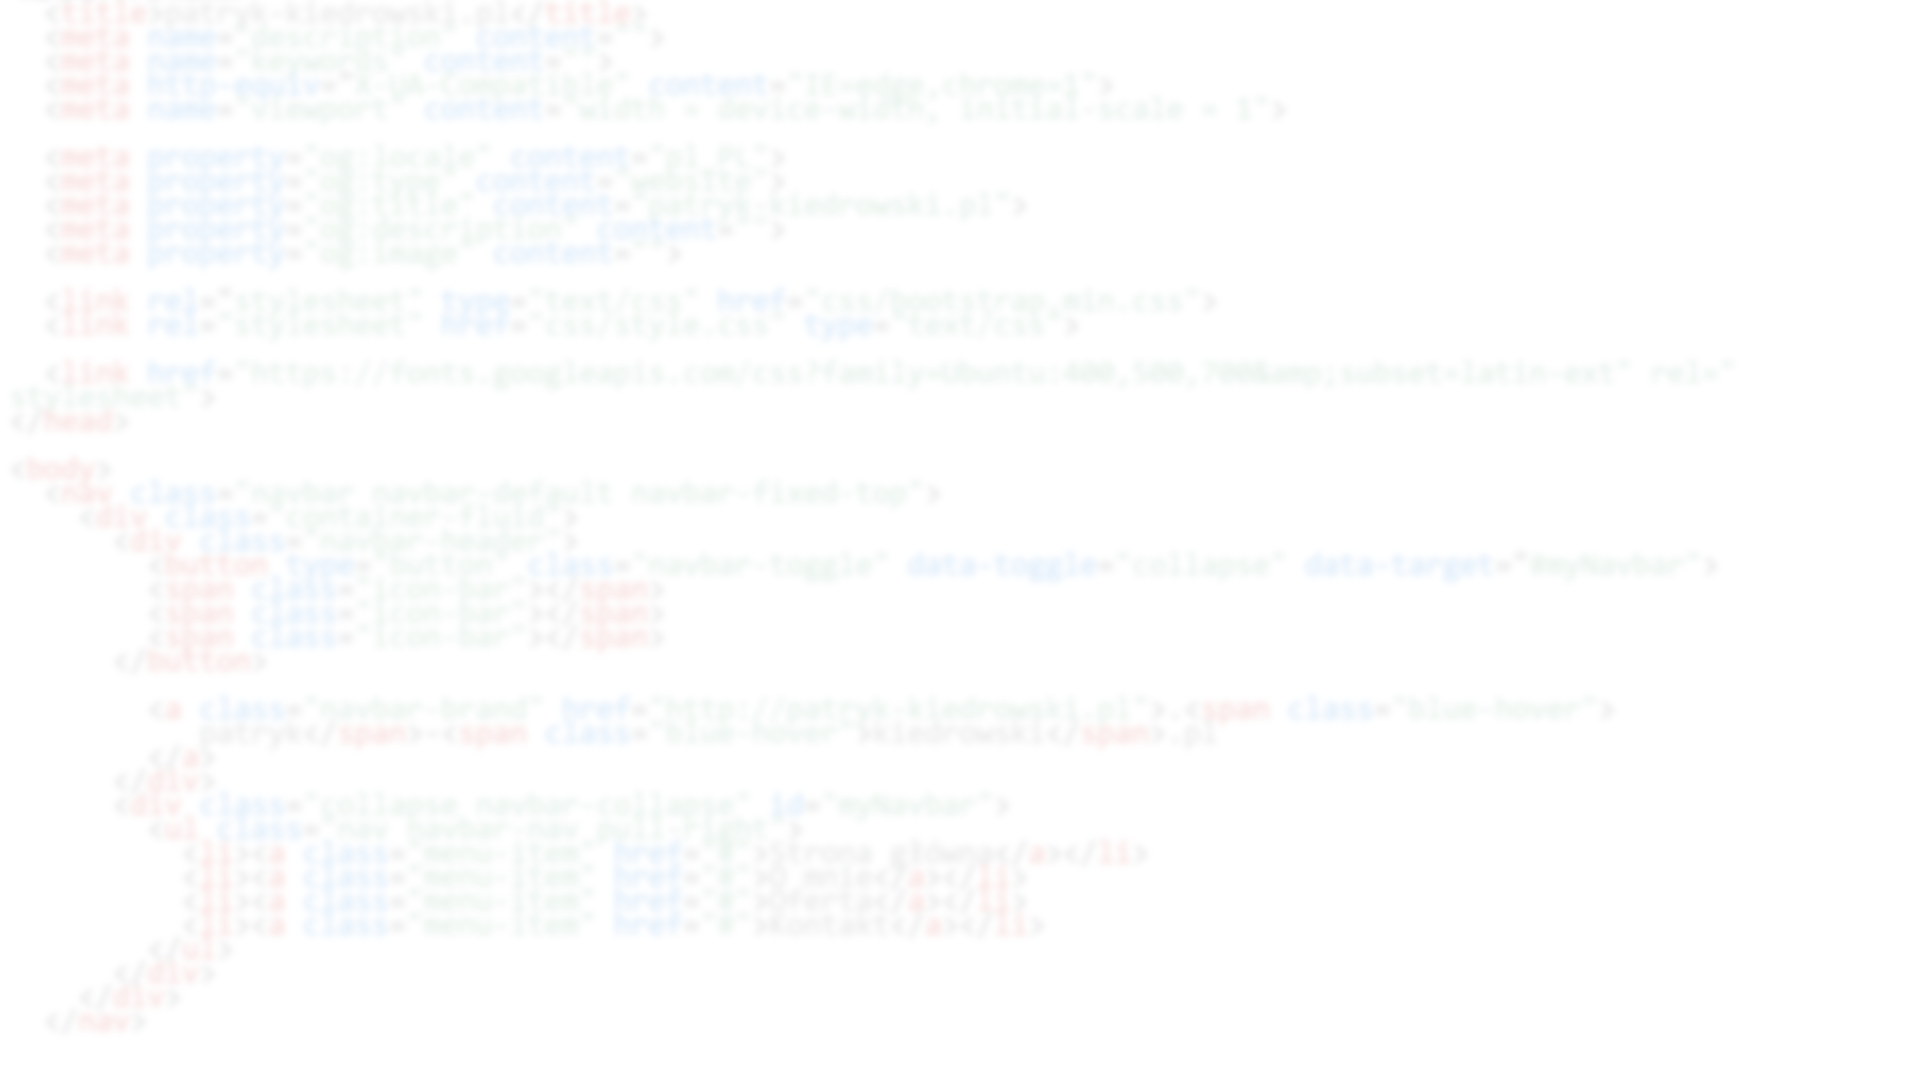 <title>patryk-kiedrowski.pl</title>
<meta name="description" content="">
<meta name="keywords" content="">
<meta http-equiv="X-UA-Compatible" content="IE=edge,chrome=1">
<meta name="viewport" content="width = device-width, initial-scale = 1">
<meta property="og:locale" content="pl_PL">
<meta property="og:type" content="website">
<meta property="og:title" content="patryk-kiedrowski.pl">
<meta property="og:description" content="">
<meta property="og:image" content="">
<link rel="stylesheet" type="text/css" href="css/bootstrap.min.css">
<link rel="stylesheet" href="css/style.css" type="text/css">
<link href="https://fonts.googleapis.com/css?family=Ubuntu:400,500,700&amp;subset=latin-ext" rel="
stylesheet">
</head>
<body>
<nav class="navbar navbar-default navbar-fixed-top">
<div class="container-fluid">
<div class="navbar-header">
<button type="button" class="navbar-toggle" data-toggle="collapse" data-target="#myNavbar">
<span class="icon-bar"></span>
<span class="icon-bar"></span>
<span class="icon-bar"></span>
</button>
<a class="navbar-brand" href="http://patryk-kiedrowski.pl">.<span class="blue-hover">
patryk</span>-<span class="blue-hover">kiedrowski</span>.pl
</a>
</div>
<div class="collapse navbar-collapse" id="myNavbar">
<ul class="nav navbar-nav pull-right">
<li><a class="menu-item" href="#">Strona główna</a></li>
<li><a class="menu-item" href="#">O mnie</a></li>
<li><a class="menu-item" href="#">Oferta</a></li>
<li><a class="menu-item" href="#">Kontakt</a></li>
</ul>
</div>
</div>
</nav>